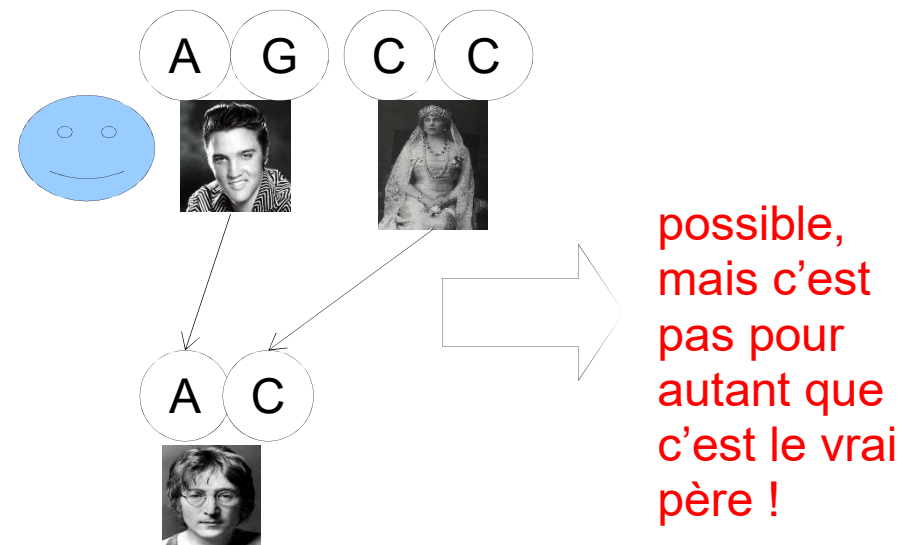 A G C C
A C
possible,
mais c’est
pas pour
autant que
c’est le vrai
père !